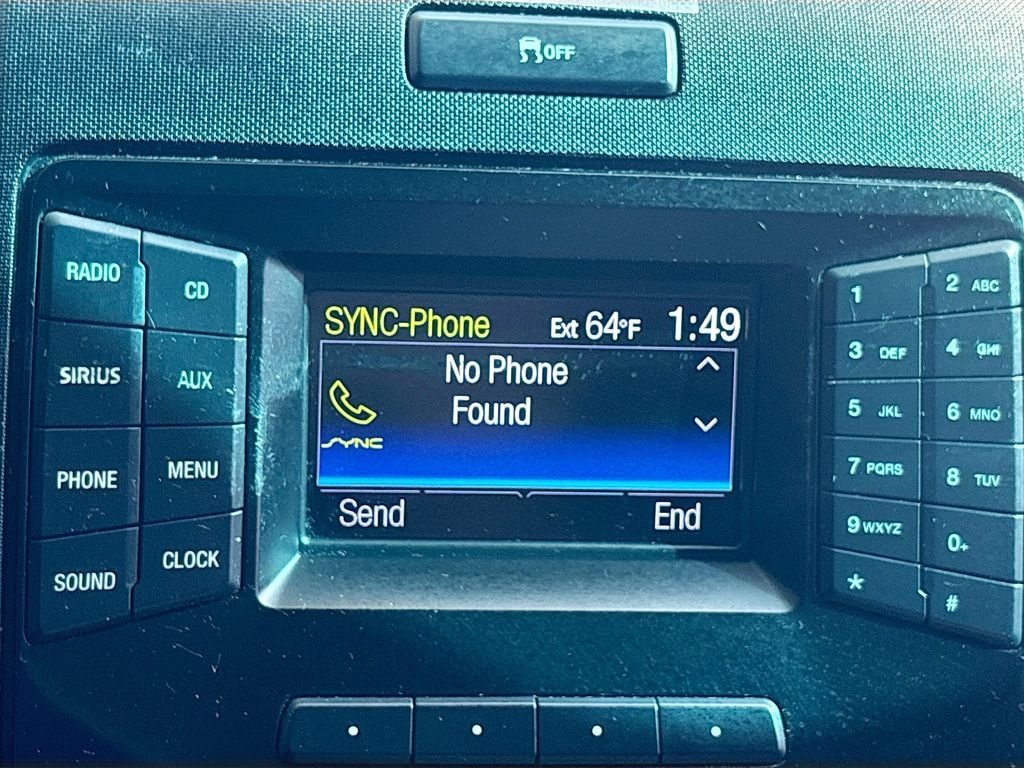 OFF
RADIO
CD
SIRIUS
AUX
PHONE
MENU
SOUND
CLOCK
SYNC-Phone Ext 64°F 1:49
No Phone
Found
SYNC
Send End
1
2 ABC
3 DEF
4 GHI
5 JKL
6 MNO
7 PQRS
8 TUV
9 WXYZ
0+
*
#